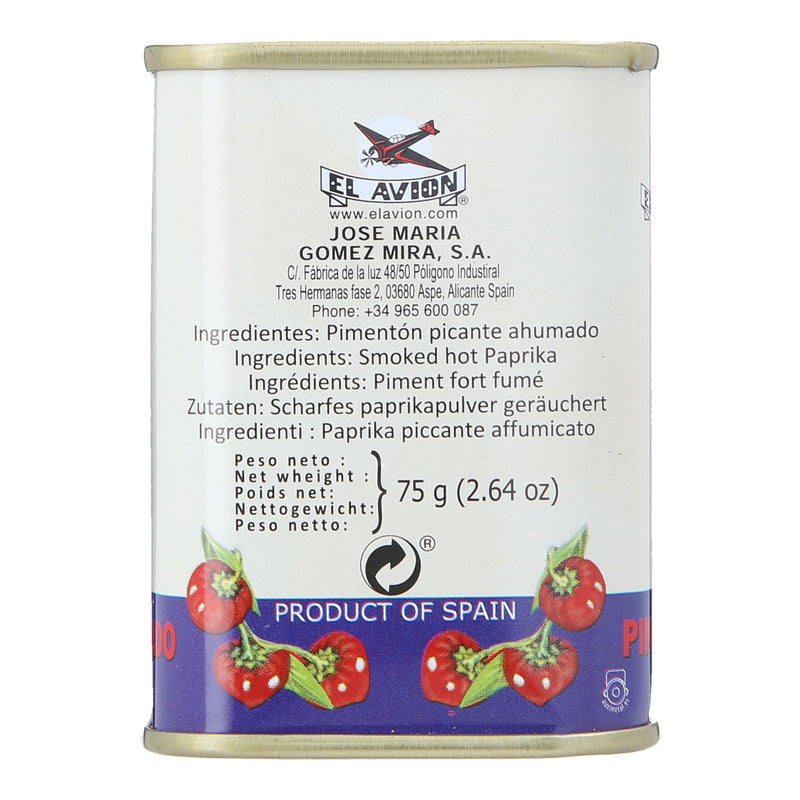 EL AVION ®
www.elavion.com
JOSE MARIA
GOMEZ MIRA, S.A.
C/. Fábrica de la luz 48/50 Póligono Indústiral
Tres Hermanas fase 2, 03680 Aspe, Alicante Spain
Phone: +34 965 600 087
Ingredientes: Pimentón picante ahumado
Ingredients: Smoked hot Paprika
Ingrédients: Piment fort fumé
Zutaten: Scharfes paprikapulver geräuchert
Ingredienti : Paprika piccante affumicato
Peso neto :
Net wheight :
Poids net:
Nettogewicht:
Peso netto:
75 g (2.64 oz)
®
PRODUCT OF SPAIN
DO
PI